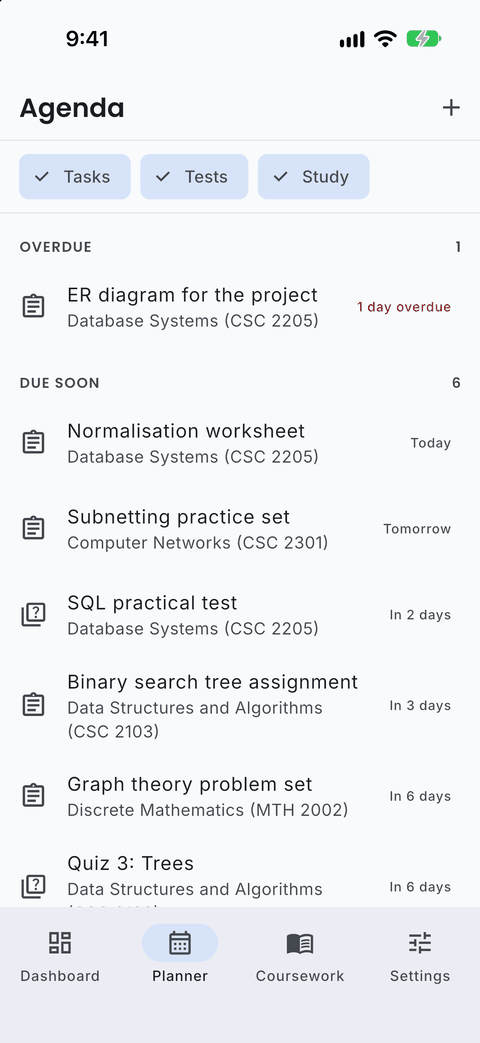 9:41
Agenda
Tasks
Tests
Study
OVERDUE 1
ER diagram for the project
Database Systems (CSC 2205)
1 day overdue
DUE SOON 6
Normalisation worksheet
Database Systems (CSC 2205)
Today
Subnetting practice set
Computer Networks (CSC 2301)
Tomorrow
SQL practical test
Database Systems (CSC 2205)
In 2 days
Binary search tree assignment
Data Structures and Algorithms
(CSC 2103)
In 3 days
Graph theory problem set
Discrete Mathematics (MTH 2002)
In 6 days
Quiz 3: Trees
Data Structures and Algorithms
In 6 days
Dashboard
Planner
Coursework
Settings